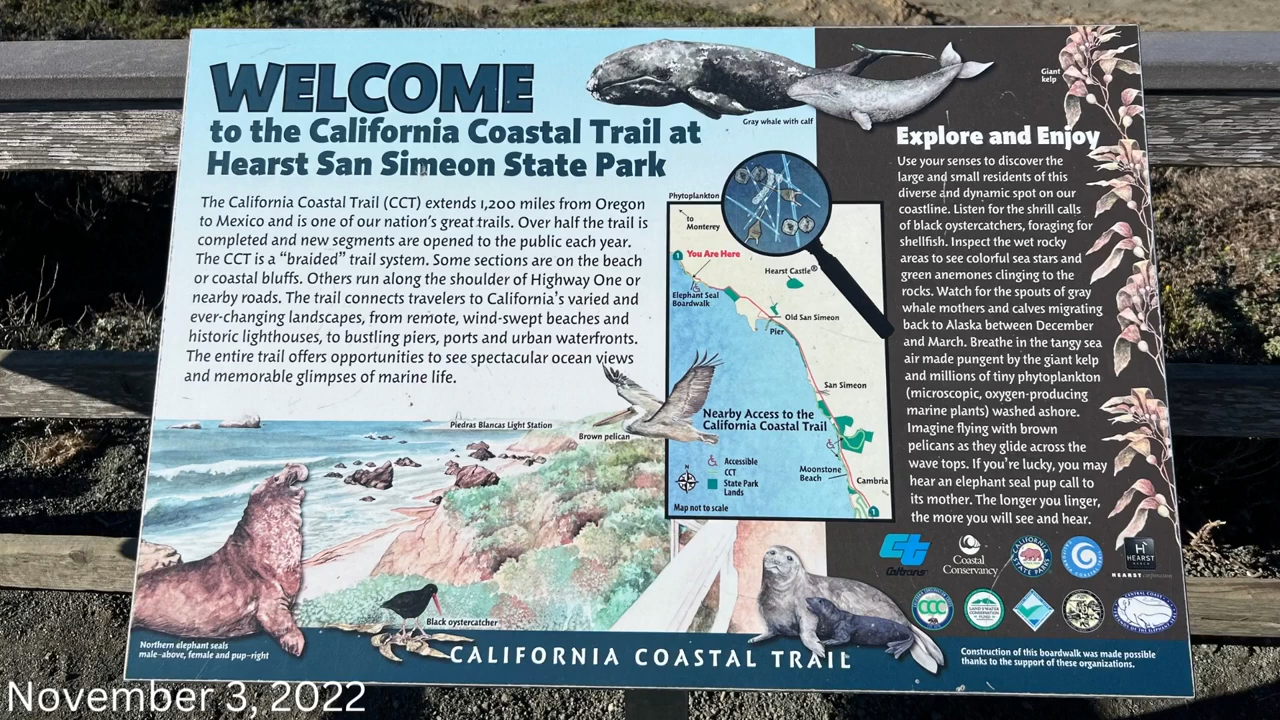 WELCOME
to the California Coastal Trail at
Hearst San Simeon State Park
The California Coastal Trail (CCT) extends 1,200 miles from Oregon
to Mexico and is one of our nation's great trails. Over half the trail is
completed and new segments are opened to the public each year.
The CCT is a "braided" trail system. Some sections are on the beach
or coastal bluffs. Others run along the shoulder of Highway One or
nearby roads. The trail connects travelers to California's varied and
ever-changing landscapes, from remote, wind-swept beaches and
historic lighthouses, to bustling piers, ports and urban waterfronts.
The entire trail offers opportunities to see spectacular ocean views
and memorable glimpses of marine life.
Gray whale with calf
Giant
kelp
Phytoplankton
to
Monterey
1
You Are Here
Hearst Castle®
Elephant Seal
Boardwalk
Old San Simeon
Pier
San Simeon
Nearby Access to the
California Coastal Trail
Accessible
CCT
State Park
Lands
Map not to scale
Moonstone
Beach
Cambria
1
Explore and Enjoy
Use your senses to discover the
large and small residents of this
diverse and dynamic spot on our
coastline. Listen for the shrill calls
of black oystercatchers, foraging for
shellfish. Inspect the wet rocky
areas to see colorful sea stars and
green anemones clinging to the
rocks. Watch for the spouts of gray
whale mothers and calves migrating
back to Alaska between December
and March. Breathe in the tangy sea
air made pungent by the giant kelp
and millions of tiny phytoplankton
(microscopic, oxygen-producing
marine plants) washed ashore.
Imagine flying with brown
pelicans as they glide across the
wave tops. If you're lucky, you may
hear an elephant seal pup call to
its mother. The longer you linger,
the more you will see and hear.
Piedras Blancas Light Station
Brown pelican
Black oystercatcher
Northern elephant seals
male–above, female and pup–right
ct
Caltrans
Coastal
Conservancy
CALIFORNIA
STATE PARKS
H
HEARST
RANCH
HEARST corporation
CCC
CALIFORNIA COASTAL TRAIL
Construction of this boardwalk was made possible
thanks to the support of these organizations.
November 3, 2022